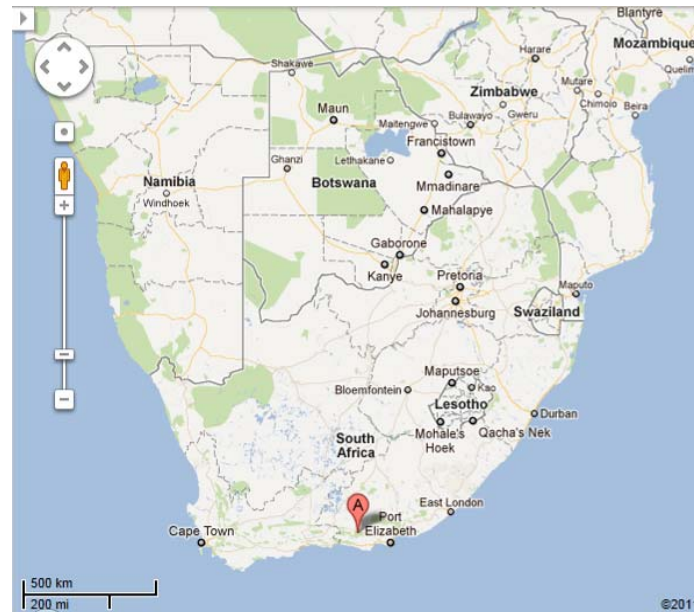 Blantyre
Shakawe
Harare
Mozambique
Quelim
Zimbabwe
Mutare
Maun
Chimoio
Beira
Maitengwe
Bulawayo
Gweru
Francistown
Ghanzi
Letlhakane
Namibia
Botswana
Mmadinare
Windhoek
Mahalapye
Gaborone
Kanye
Pretoria
Maputo
Johannesburg
Swaziland
Maputsoe
Bloemfontein
Kao
Lesotho
Durban
Mohale's
Hoek
Qacha's Nek
South
Africa
A
East London
Port
Elizabeth
Cape Town
500 km
200 mi
©201